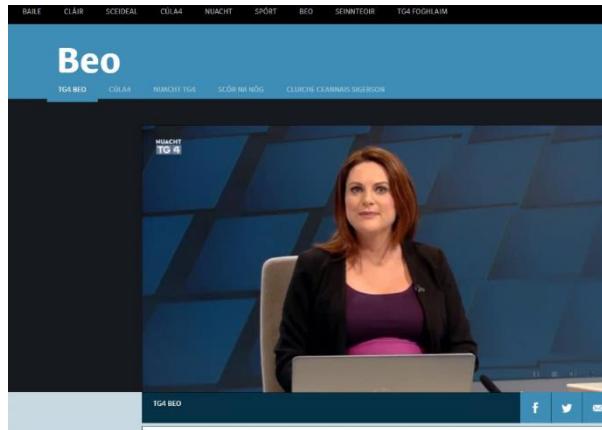 BAILE CLÁIR SCEIDEAL CÚLA4 NUACHT SPÓRT BEO SEINNTEOIR TG4 FOGHLAIM
Beo
TG4 BEO CÚLA4 NUACHT TG4 SCÓR NA NÓG CLUICHE CEANNAIS SIGERSON
NUACHT
TG4
TG4 BEO